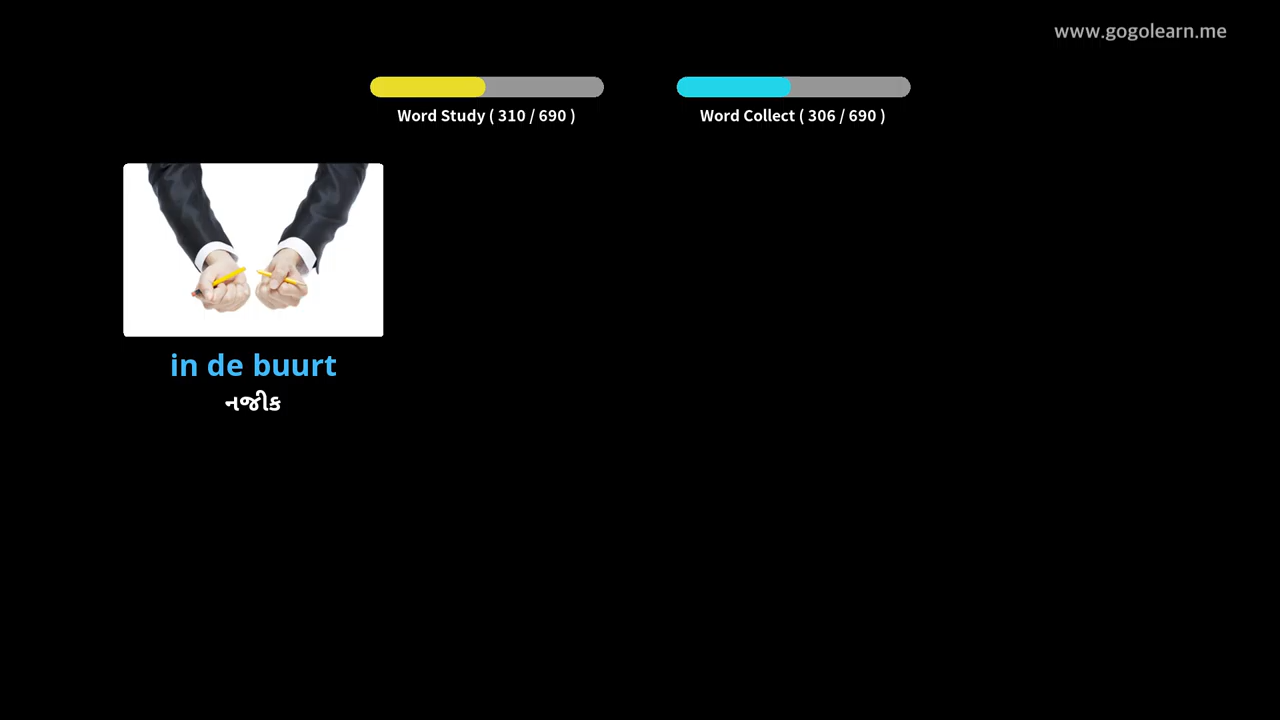 www.gogolearn.me
Word Study ( 310 / 690 )
Word Collect ( 306 / 690 )
in de buurt
નજીક